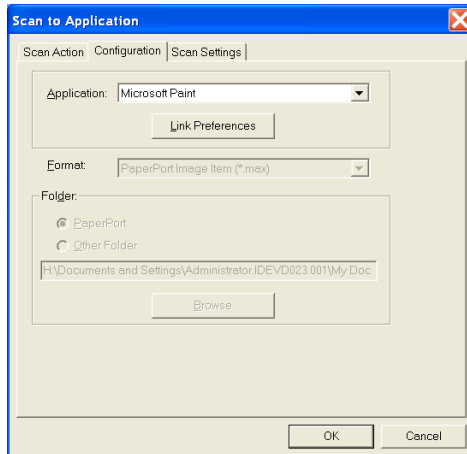 Scan to Application
Scan Action Configuration Scan Settings
Application: Microsoft Paint
Link Preferences
Format: PaperPort Image Item (*.max)
Folder:
PaperPort
Other Folder
H:\Documents and Settings\Administrator.IDEVD023.001\My Doc
Browse
OK Cancel